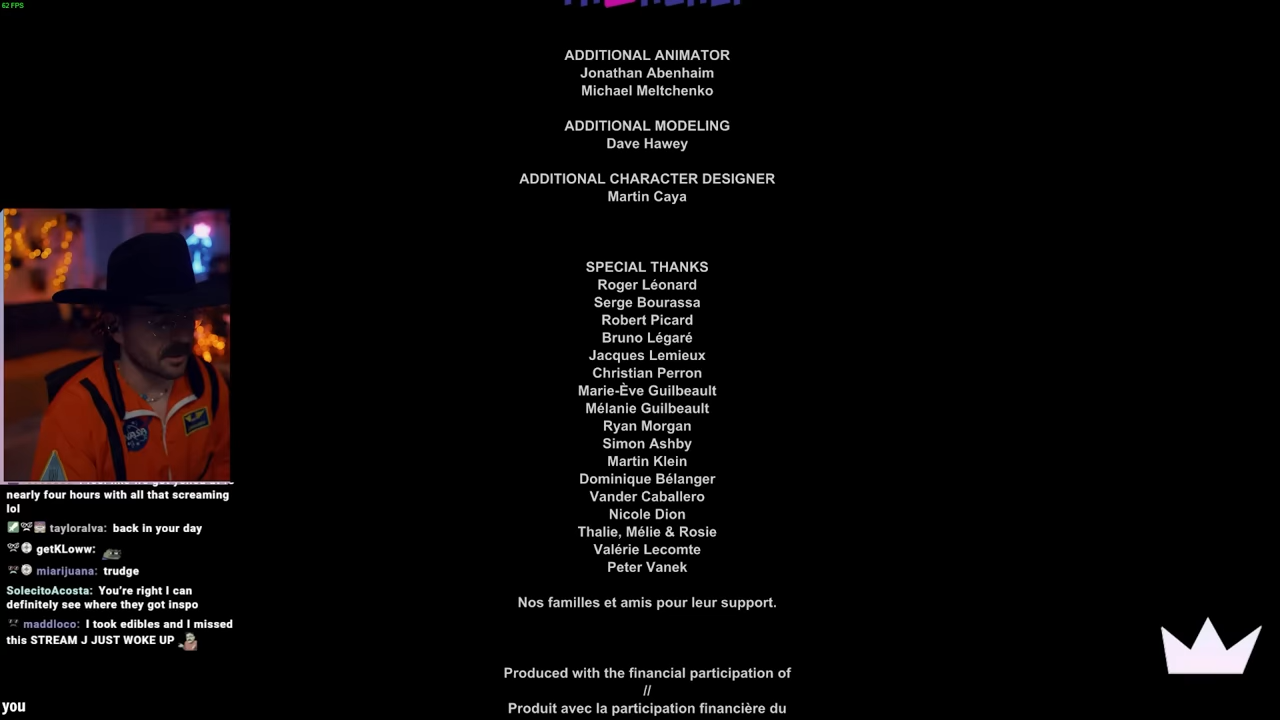 62 FPS
ADDITIONAL ANIMATOR
Jonathan Abenhaim
Michael Meltchenko
ADDITIONAL MODELING
Dave Hawey
ADDITIONAL CHARACTER DESIGNER
Martin Caya
SPECIAL THANKS
Roger Léonard
Serge Bourassa
Robert Picard
Bruno Légaré
Jacques Lemieux
Christian Perron
Marie-Ève Guilbeault
Mélanie Guilbeault
Ryan Morgan
Simon Ashby
Martin Klein
Dominique Bélanger
Vander Caballero
Nicole Dion
Thalie, Mélie & Rosie
Valérie Lecomte
Peter Vanek
Nos familles et amis pour leur support.
Produced with the financial participation of
//
Produit avec la participation financière du
NASA
nearly four hours with all that screaming
lol
tayloralva: back in your day
getKLoww:
miarijuana: trudge
SolecitoAcosta: You're right I can
definitely see where they got inspo
maddloco: I took edibles and I missed
this STREAM J JUST WOKE UP
you